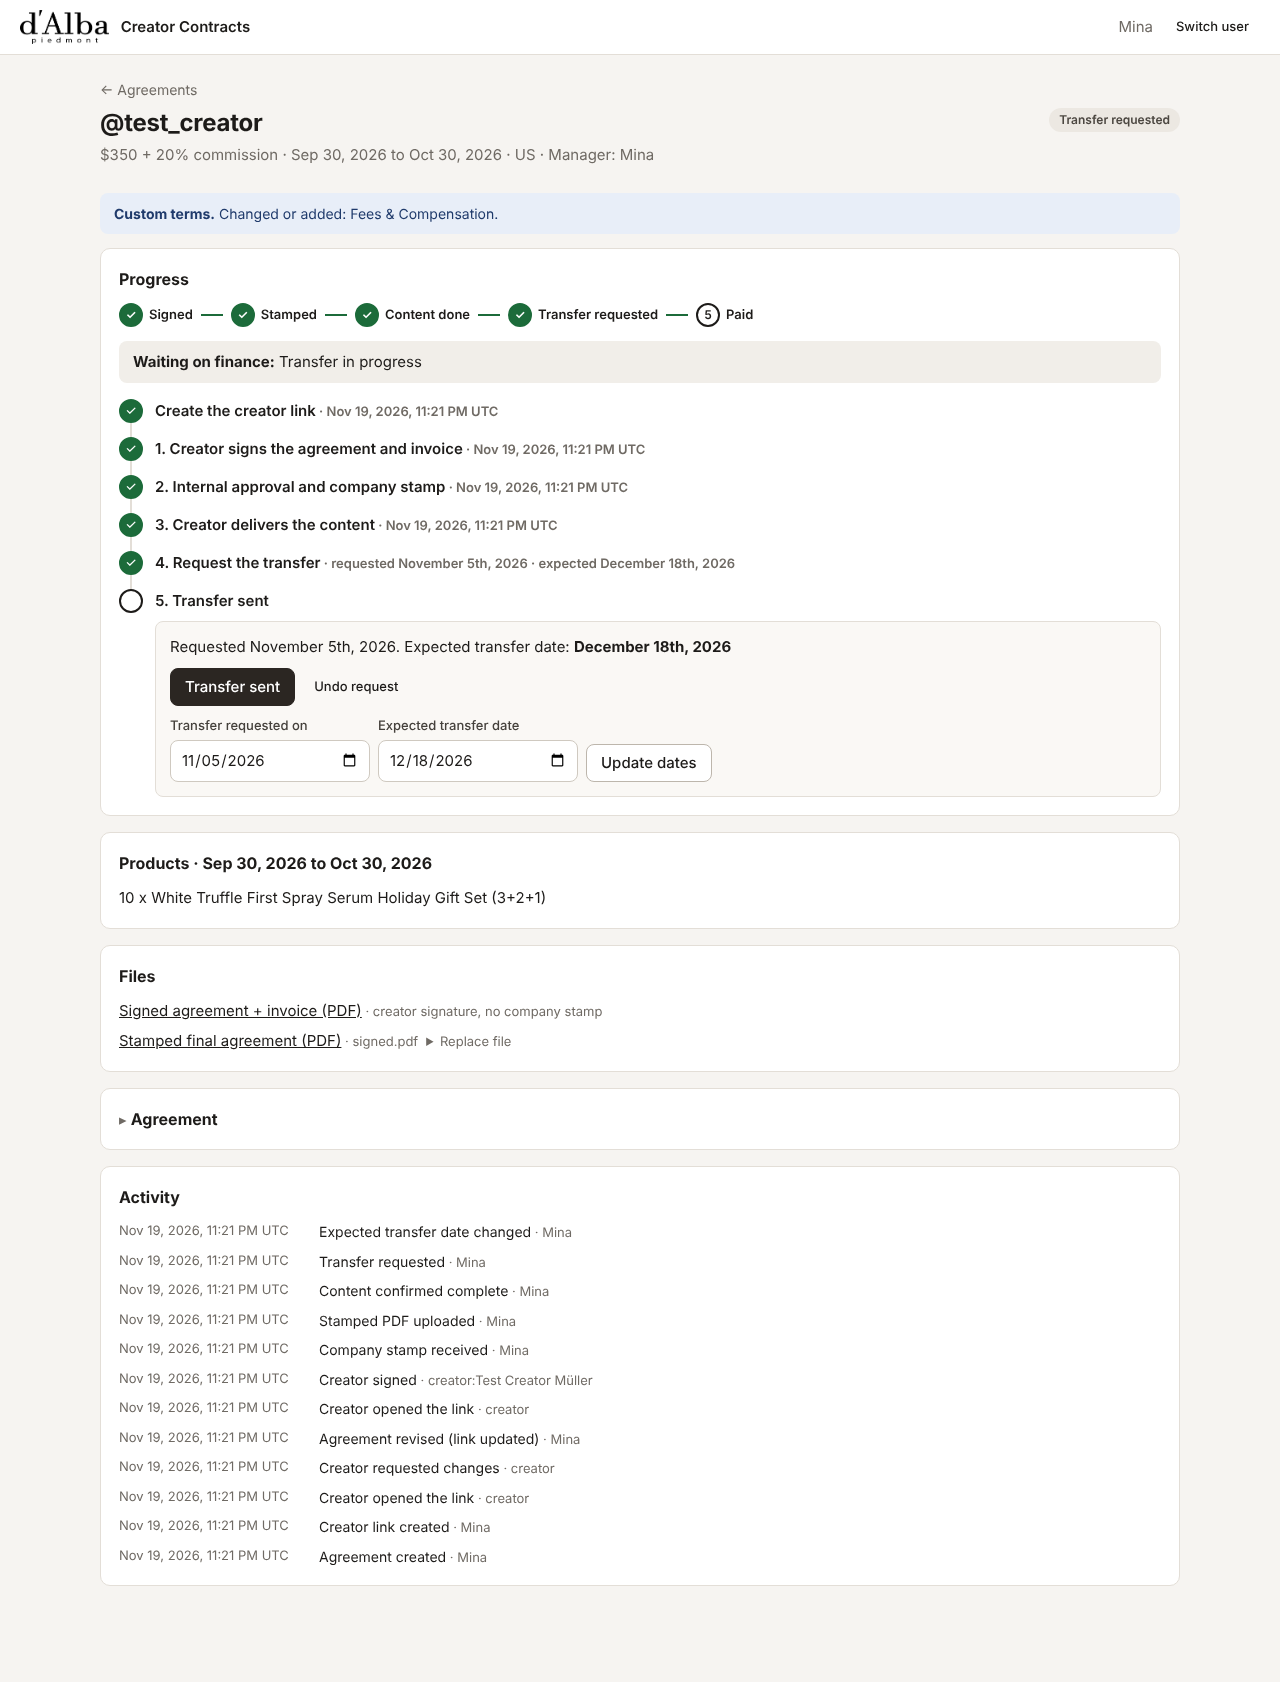 d'Alba
piedmont
Creator Contracts
Mina
Switch user
← Agreements
@test_creator
Transfer requested
$350 + 20% commission · Sep 30, 2026 to Oct 30, 2026 · US · Manager: Mina
Custom terms. Changed or added: Fees & Compensation.
Progress
Signed
Stamped
Content done
Transfer requested
5
Paid
Waiting on finance: Transfer in progress
Create the creator link · Nov 19, 2026, 11:21 PM UTC
1. Creator signs the agreement and invoice · Nov 19, 2026, 11:21 PM UTC
2. Internal approval and company stamp · Nov 19, 2026, 11:21 PM UTC
3. Creator delivers the content · Nov 19, 2026, 11:21 PM UTC
4. Request the transfer · requested November 5th, 2026 · expected December 18th, 2026
5. Transfer sent
Requested November 5th, 2026. Expected transfer date: December 18th, 2026
Transfer sent
Undo request
Transfer requested on
Expected transfer date
11/05/2026
12/18/2026
Update dates
Products · Sep 30, 2026 to Oct 30, 2026
10 x White Truffle First Spray Serum Holiday Gift Set (3+2+1)
Files
Signed agreement + invoice (PDF) · creator signature, no company stamp
Stamped final agreement (PDF) · signed.pdf ▶ Replace file
▸ Agreement
Activity
Nov 19, 2026, 11:21 PM UTC Expected transfer date changed · Mina
Nov 19, 2026, 11:21 PM UTC Transfer requested · Mina
Nov 19, 2026, 11:21 PM UTC Content confirmed complete · Mina
Nov 19, 2026, 11:21 PM UTC Stamped PDF uploaded · Mina
Nov 19, 2026, 11:21 PM UTC Company stamp received · Mina
Nov 19, 2026, 11:21 PM UTC Creator signed · creator:Test Creator Müller
Nov 19, 2026, 11:21 PM UTC Creator opened the link · creator
Nov 19, 2026, 11:21 PM UTC Agreement revised (link updated) · Mina
Nov 19, 2026, 11:21 PM UTC Creator requested changes · creator
Nov 19, 2026, 11:21 PM UTC Creator opened the link · creator
Nov 19, 2026, 11:21 PM UTC Creator link created · Mina
Nov 19, 2026, 11:21 PM UTC Agreement created · Mina